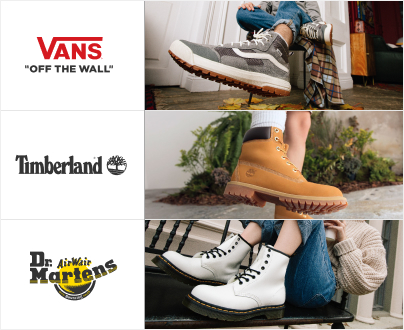 VANS
"OFF THE WALL"
Timberland
Dr.
AirWair
Martens